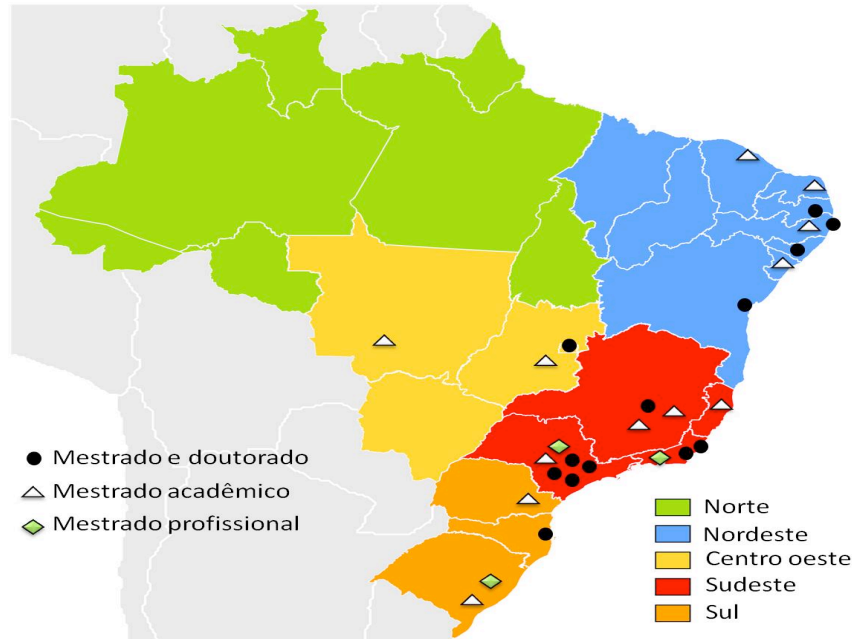 Mestrado e doutorado
Mestrado acadêmico
Mestrado profissional
Norte
Nordeste
Centro oeste
Sudeste
Sul